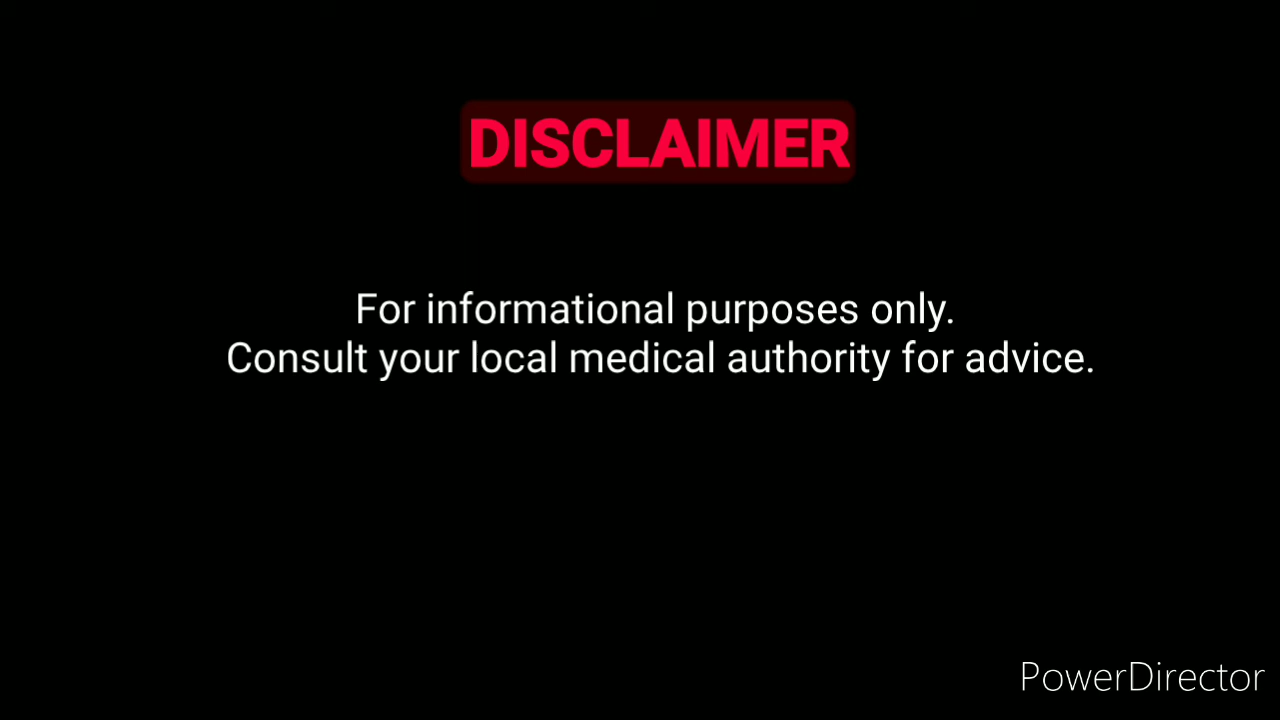 DISCLAIMER
For informational purposes only.
Consult your local medical authority for advice.
PowerDirector